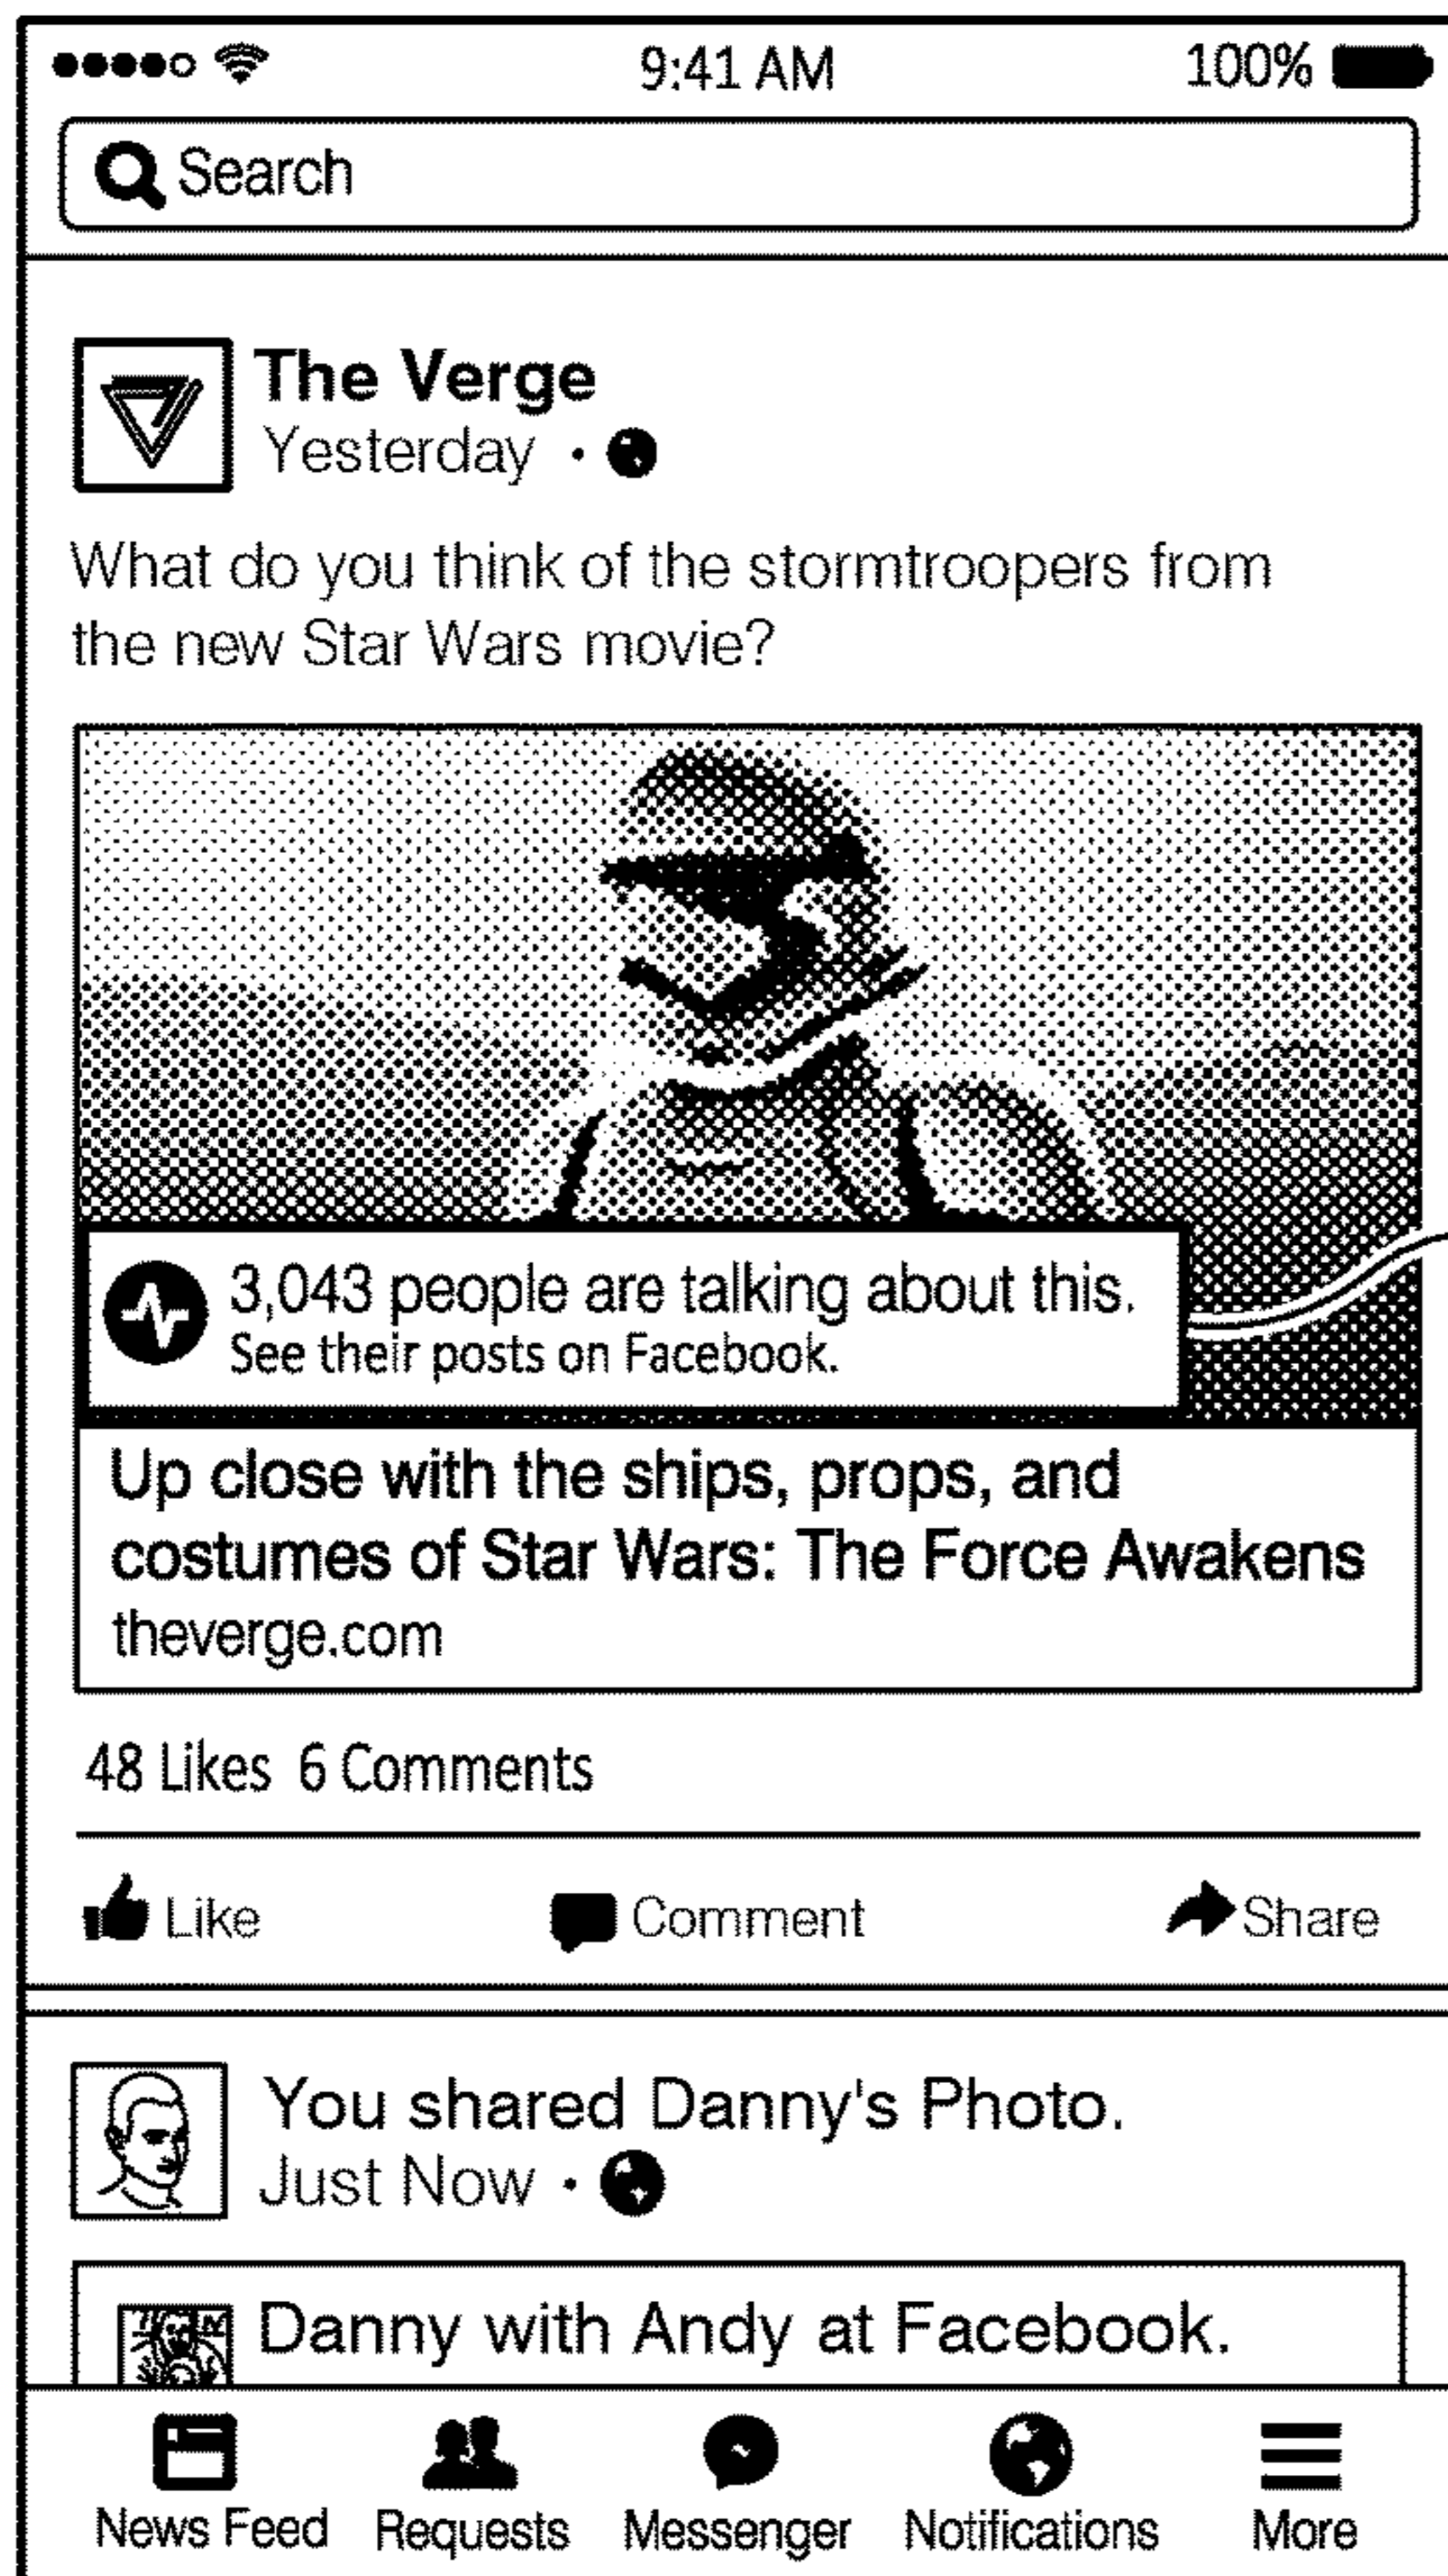 9:41 AM 100%
Search
The Verge
Yesterday ·
What do you think of the stormtroopers from
the new Star Wars movie?
3,043 people are talking about this.
See their posts on Facebook.
Up close with the ships, props, and
costumes of Star Wars: The Force Awakens
theverge.com
48 Likes 6 Comments
Like Comment Share
You shared Danny's Photo.
Just Now ·
Danny with Andy at Facebook.
News Feed Requests Messenger Notifications More